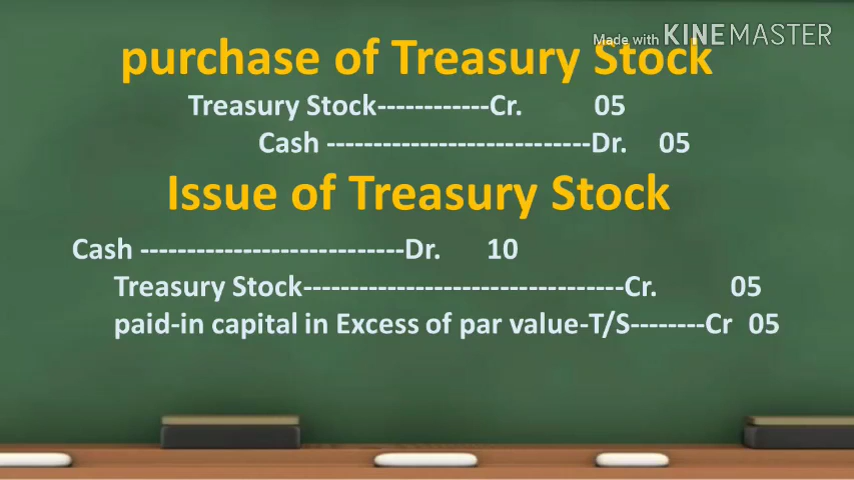 Made with KINEMASTER
purchase of Treasury Stock
Treasury Stock------------Cr. 05
Cash ----------------------------Dr. 05
Issue of Treasury Stock
Cash ----------------------------Dr. 10
Treasury Stock----------------------------------Cr. 05
paid-in capital in Excess of par value-T/S--------Cr 05